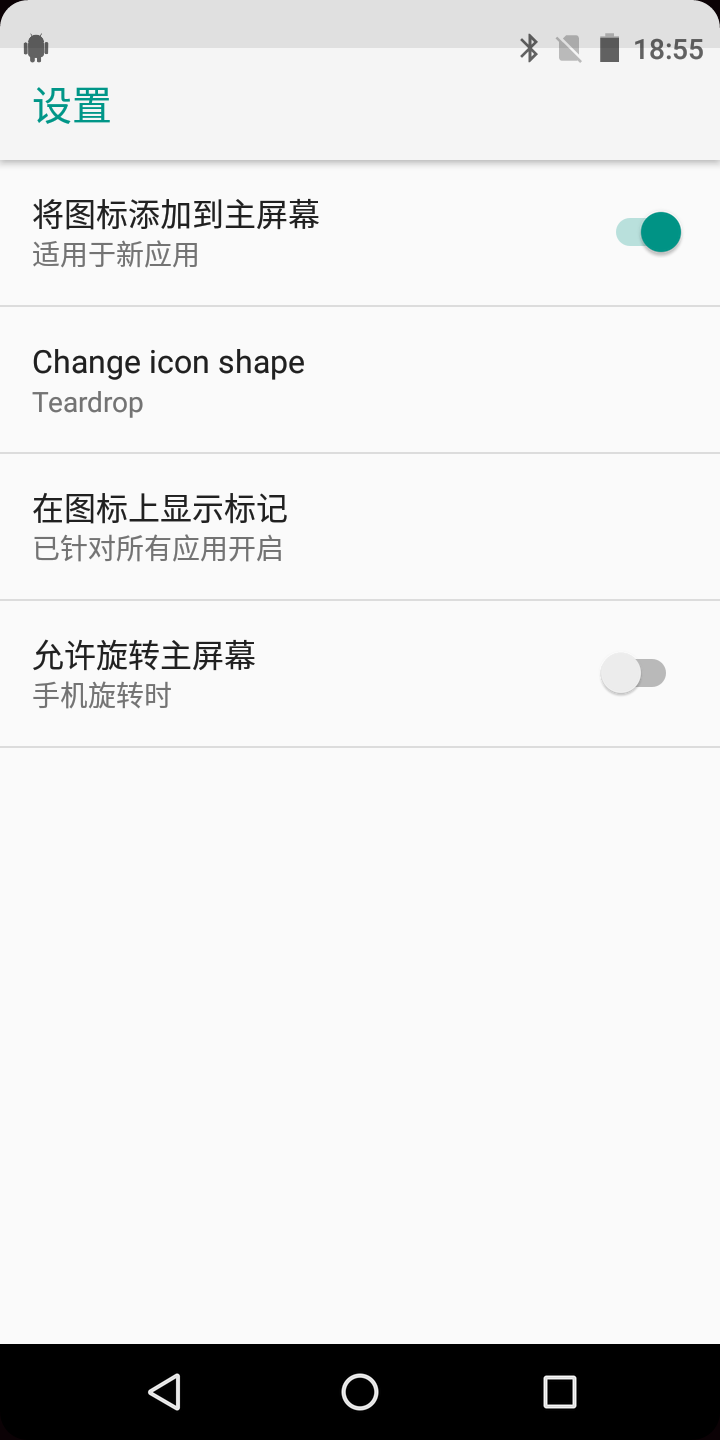 18:55
设置
将图标添加到主屏幕
适用于新应用
Change icon shape
Teardrop
在图标上显示标记
已针对所有应用开启
允许旋转主屏幕
手机旋转时